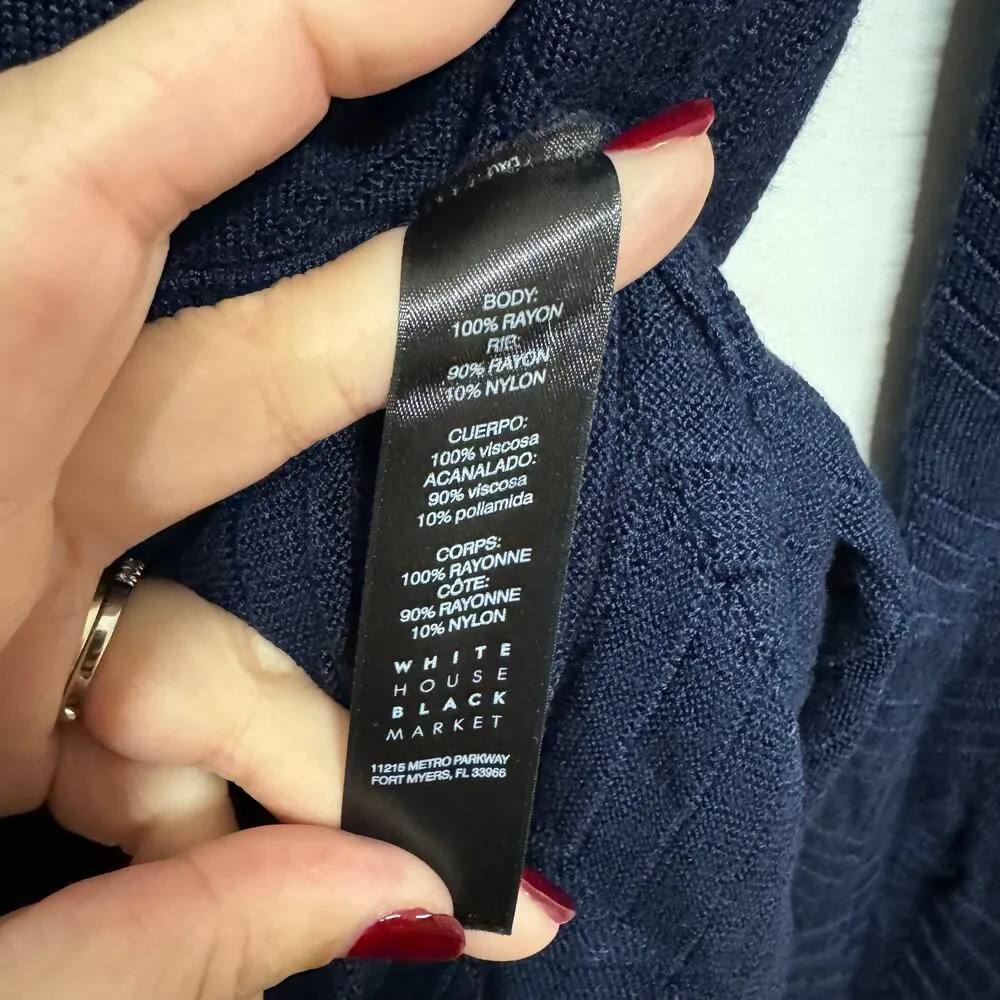 BODY:
100% RAYON
RIB:
90% RAYON
10% NYLON
CUERPO:
100% viscosa
ACANALADO:
90% viscosa
10% poliamida
CORPS:
100% RAYONNE
CÔTE:
90% RAYONNE
10% NYLON
WHITE
HOUSE
BLACK
MARKET
11215 METRO PARKWAY
FORT MYERS, FL 33966